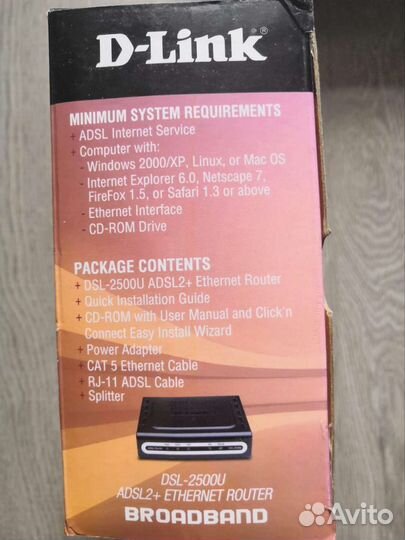 D-Link®
MINIMUM SYSTEM REQUIREMENTS
+ ADSL Internet Service
+ Computer with:
- Windows 2000/XP, Linux, or Mac OS
- Internet Explorer 6.0, Netscape 7,
FireFox 1.5, or Safari 1.3 or above
- Ethernet Interface
- CD-ROM Drive
PACKAGE CONTENTS
+ DSL-2500U ADSL2+ Ethernet Router
+ Quick Installation Guide
+ CD-ROM with User Manual and Click'n
Connect Easy Install Wizard
+ Power Adapter
+ CAT 5 Ethernet Cable
+ RJ-11 ADSL Cable
+ Splitter
DSL-2500U
ADSL2+ ETHERNET ROUTER
BROADBAND
Avito